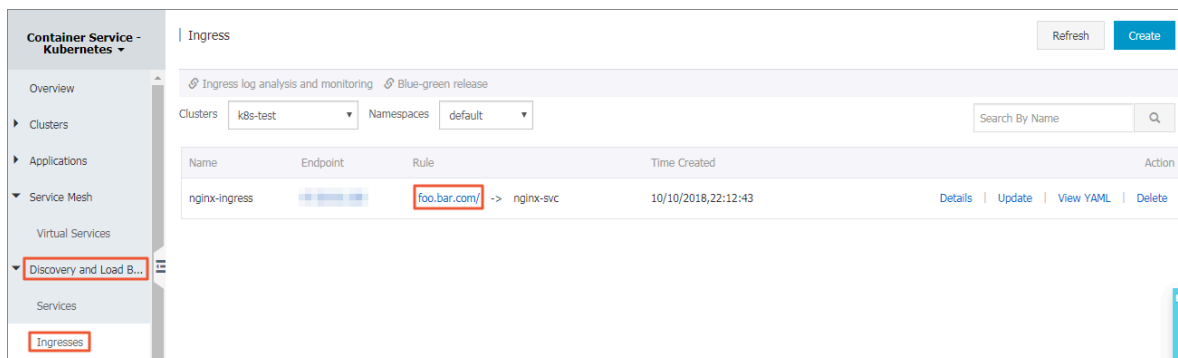 Container Service -
Kubernetes
Overview
Clusters
Applications
Service Mesh
Virtual Services
Discovery and Load B...
Services
Ingresses
Ingress
Refresh
Create
Ingress log analysis and monitoring Blue-green release
Clusters k8s-test Namespaces default
Search By Name
Name Endpoint Rule Time Created Action
nginx-ingress foo.bar.com/ -> nginx-svc 10/10/2018,22:12:43 Details | Update | View YAML | Delete